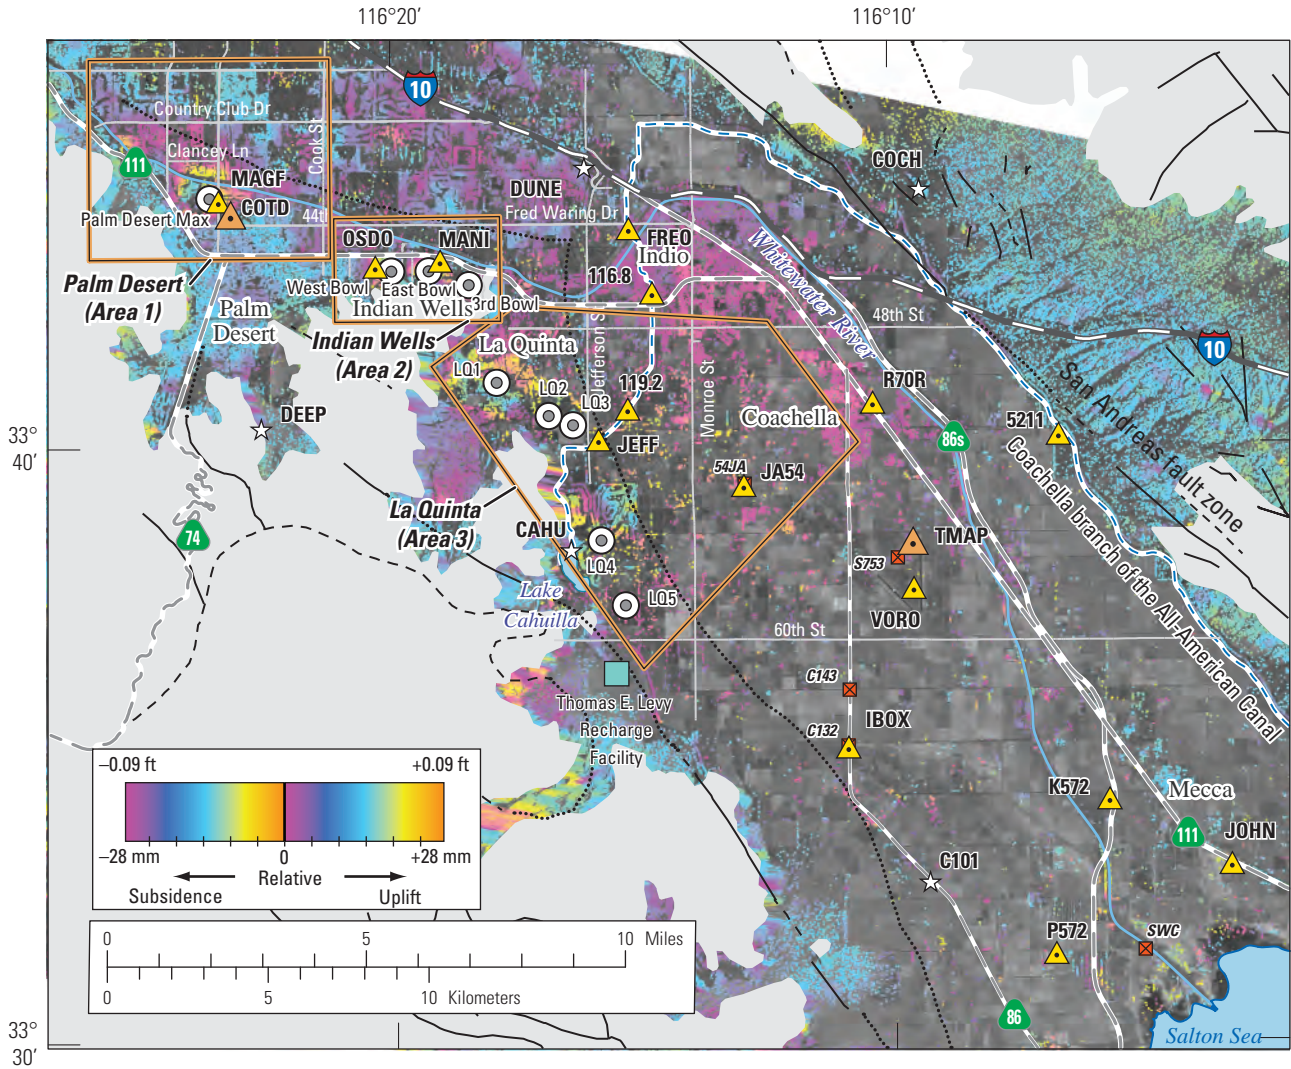 116°20′
116°10′
10
Country Club Dr
Cook St
Clancey Ln
111
MAGF
COTD
Palm Desert Max
44th
DUNE
Fred Waring Dr
COCH
OSDO
MANI
FREO
Indio
116.8
Whitewater River
Palm Desert
(Area 1)
West Bowl
East Bowl
3rd Bowl
Indian Wells
Palm
Desert
Indian Wells
(Area 2)
La Quinta
Jefferson St
48th St
10
LQ1
LQ2
LQ3
119.2
Monroe St
R70R
San Andreas fault zone
DEEP
Coachella
5211
86s
33°
40′
JEFF
54JA
JA54
Coachella branch of the All-American Canal
La Quinta
(Area 3)
74
CAHU
LQ4
TMAP
S753
Lake
Cahuilla
LQ5
VORO
60th St
C143
Thomas E. Levy
Recharge
Facility
IBOX
C132
–0.09 ft
+0.09 ft
K572
Mecca
111
JOHN
–28 mm
0
+28 mm
Relative
Subsidence
Uplift
C101
0
5
10 Miles
P572
SWC
0
5
10 Kilometers
86
33°
30′
Salton Sea